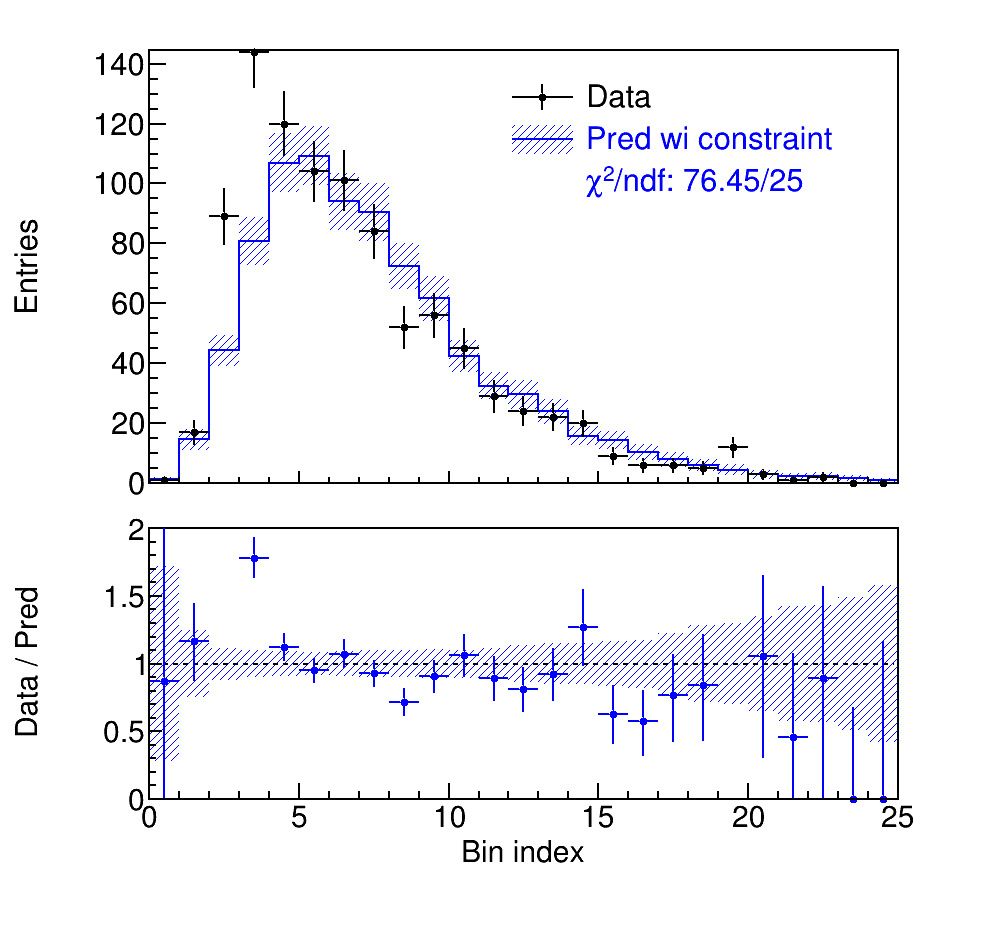 Data
Pred wi constraint
χ²/ndf: 76.45/25
Entries
140
120
100
80
60
40
20
0
Data / Pred
2
1.5
1
0.5
0
0 5 10 15 20 25
Bin index